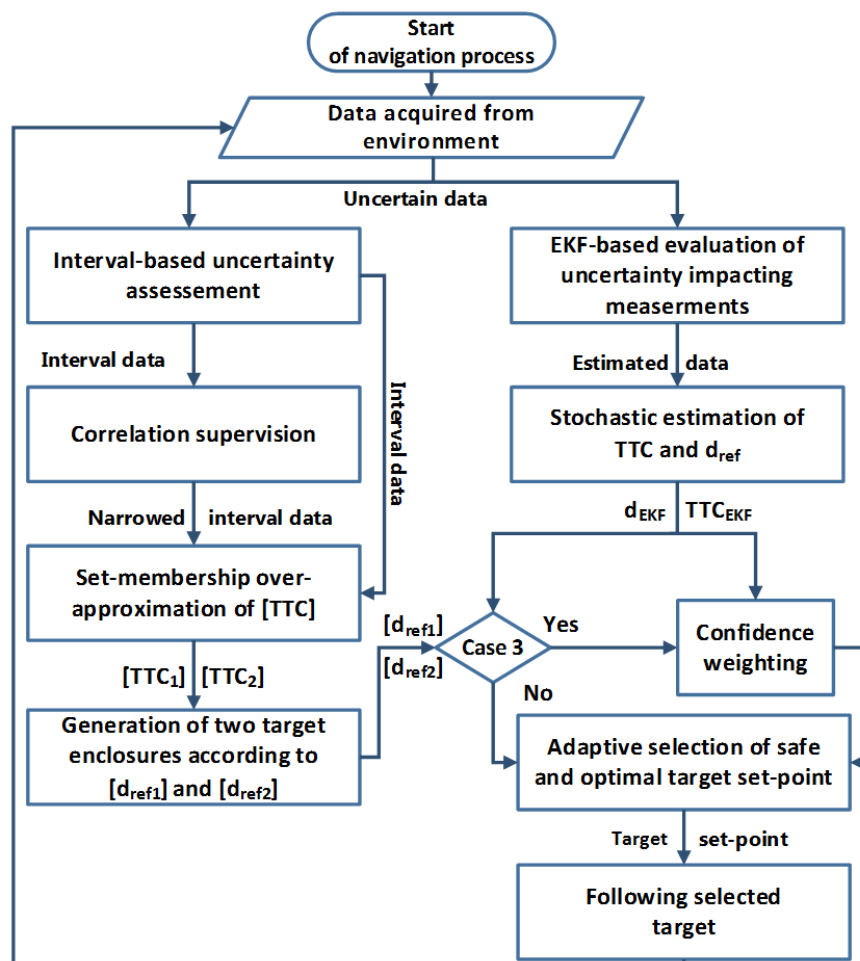 Start
of navigation process
Data acquired from
environment
Uncertain data
Interval-based uncertainty
assessement
EKF-based evaluation of
uncertainty impacting
measerments
Interval data
Interval data
Estimated data
Correlation supervision
Stochastic estimation of
TTC and dref
Narrowed interval data
dEKF TTCEKF
Set-membership over-
approximation of [TTC]
[dref1]
[dref2]
Case 3
Yes
No
Confidence
weighting
[TTC1] [TTC2]
Generation of two target
enclosures according to
[dref1] and [dref2]
Adaptive selection of safe
and optimal target set-point
Target set-point
Following selected
target